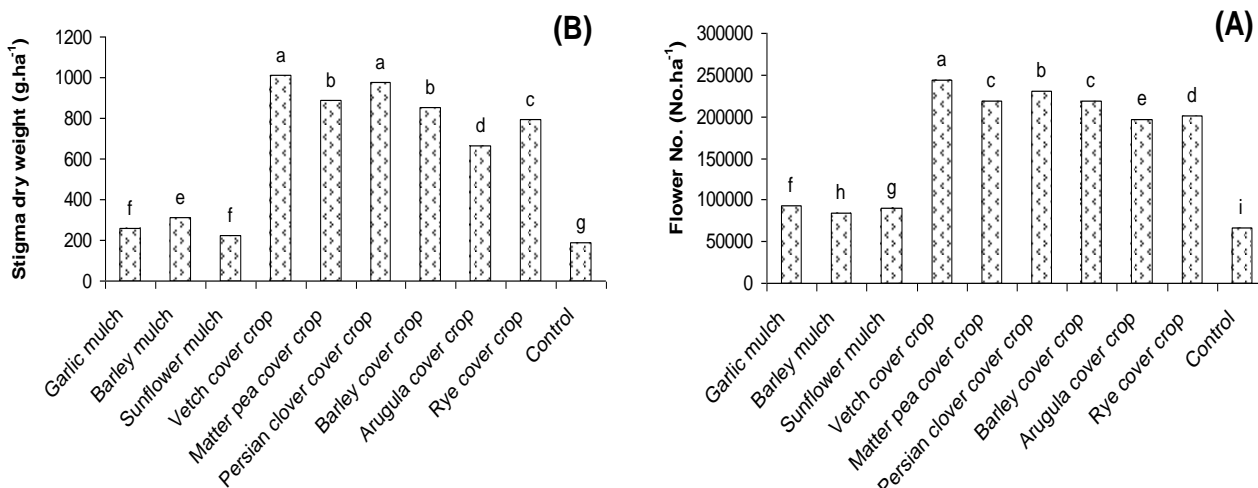 (B)
Stigma dry weight (g.ha-1)
1200
1000
800
600
400
200
0
f
e
f
a
b
a
b
d
c
g
Garlic mulch
Barley mulch
Sunflower mulch
Vetch cover crop
Matter pea cover crop
Persian clover cover crop
Barley cover crop
Arugula cover crop
Rye cover crop
Control
(A)
Flower No. (No.ha-1)
300000
250000
200000
150000
100000
50000
0
f
h
g
a
c
b
c
e
d
i
Garlic mulch
Barley mulch
Sunflower mulch
Vetch cover crop
Matter pea cover crop
Persian clover cover crop
Barley cover crop
Arugula cover crop
Rye cover crop
Control